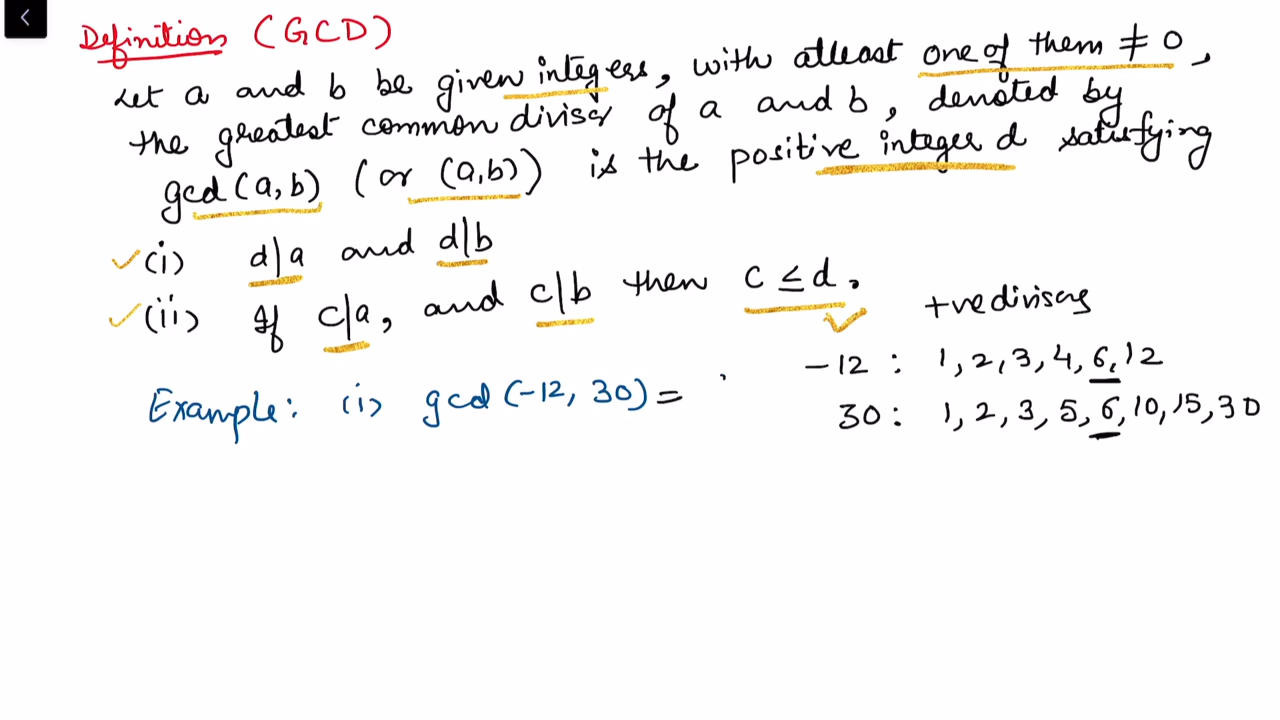 Definition (GCD)
Let a and b be given integers, with atleast one of them ≠ 0,
the greatest common divisor of a and b, denoted by
gcd(a,b) (or (a,b)) is the positive integer d satisfying
(i) d|a and d|b
(ii) If c|a, and c|b then c ≤ d.
+ve divisors
-12 : 1, 2, 3, 4, 6, 12
Example: (i) gcd (-12, 30) =
30 : 1, 2, 3, 5, 6, 10, 15, 30